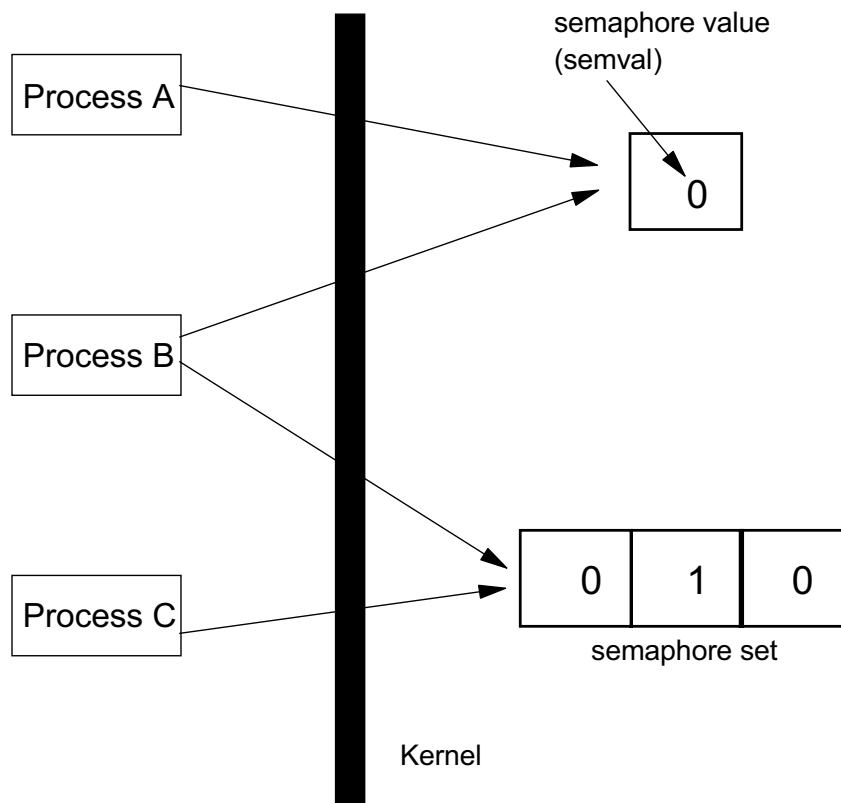 semaphore value
(semval)
Process A
0
Process B
0 1 0
Process C
semaphore set
Kernel